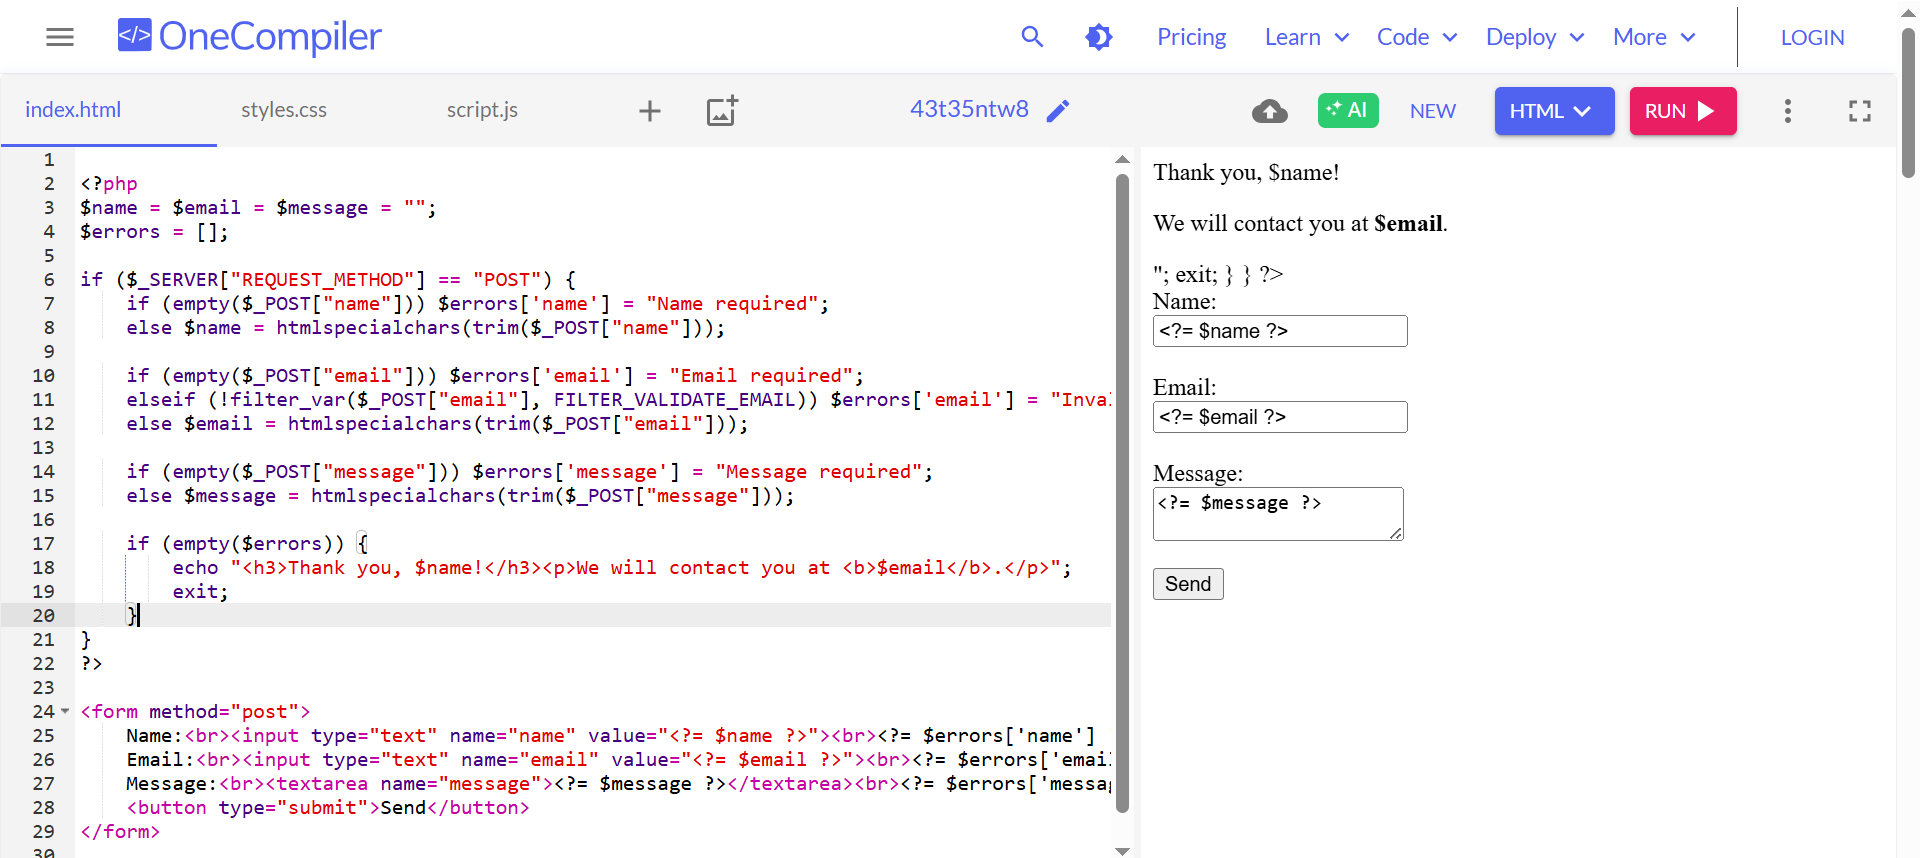 </> OneCompiler
Pricing Learn Code Deploy More LOGIN
index.html styles.css script.js 43t35ntw8 AI NEW HTML RUN
1
2 <?php
3 $name = $email = $message = "";
4 $errors = [];
5
6 if ($_SERVER["REQUEST_METHOD"] == "POST") {
7 if (empty($_POST["name"])) $errors['name'] = "Name required";
8 else $name = htmlspecialchars(trim($_POST["name"]));
9
10 if (empty($_POST["email"])) $errors['email'] = "Email required";
11 elseif (!filter_var($_POST["email"], FILTER_VALIDATE_EMAIL)) $errors['email'] = "Inva
12 else $email = htmlspecialchars(trim($_POST["email"]));
13
14 if (empty($_POST["message"])) $errors['message'] = "Message required";
15 else $message = htmlspecialchars(trim($_POST["message"]));
16
17 if (empty($errors)) {
18 echo "<h3>Thank you, $name!</h3><p>We will contact you at <b>$email</b>.</p>";
19 exit;
20 }
21 }
22 ?>
23
24 <form method="post">
25 Name:<br><input type="text" name="name" value="<?= $name ?>"><br><?= $errors['name']
26 Email:<br><input type="text" name="email" value="<?= $email ?>"><br><?= $errors['emai
27 Message:<br><textarea name="message"><?= $message ?></textarea><br><?= $errors['messa
28 <button type="submit">Send</button>
29 </form>
30
Thank you, $name!
We will contact you at $email.
"; exit; } } ?>
Name:
<?= $name ?>
Email:
<?= $email ?>
Message:
<?= $message ?>
Send